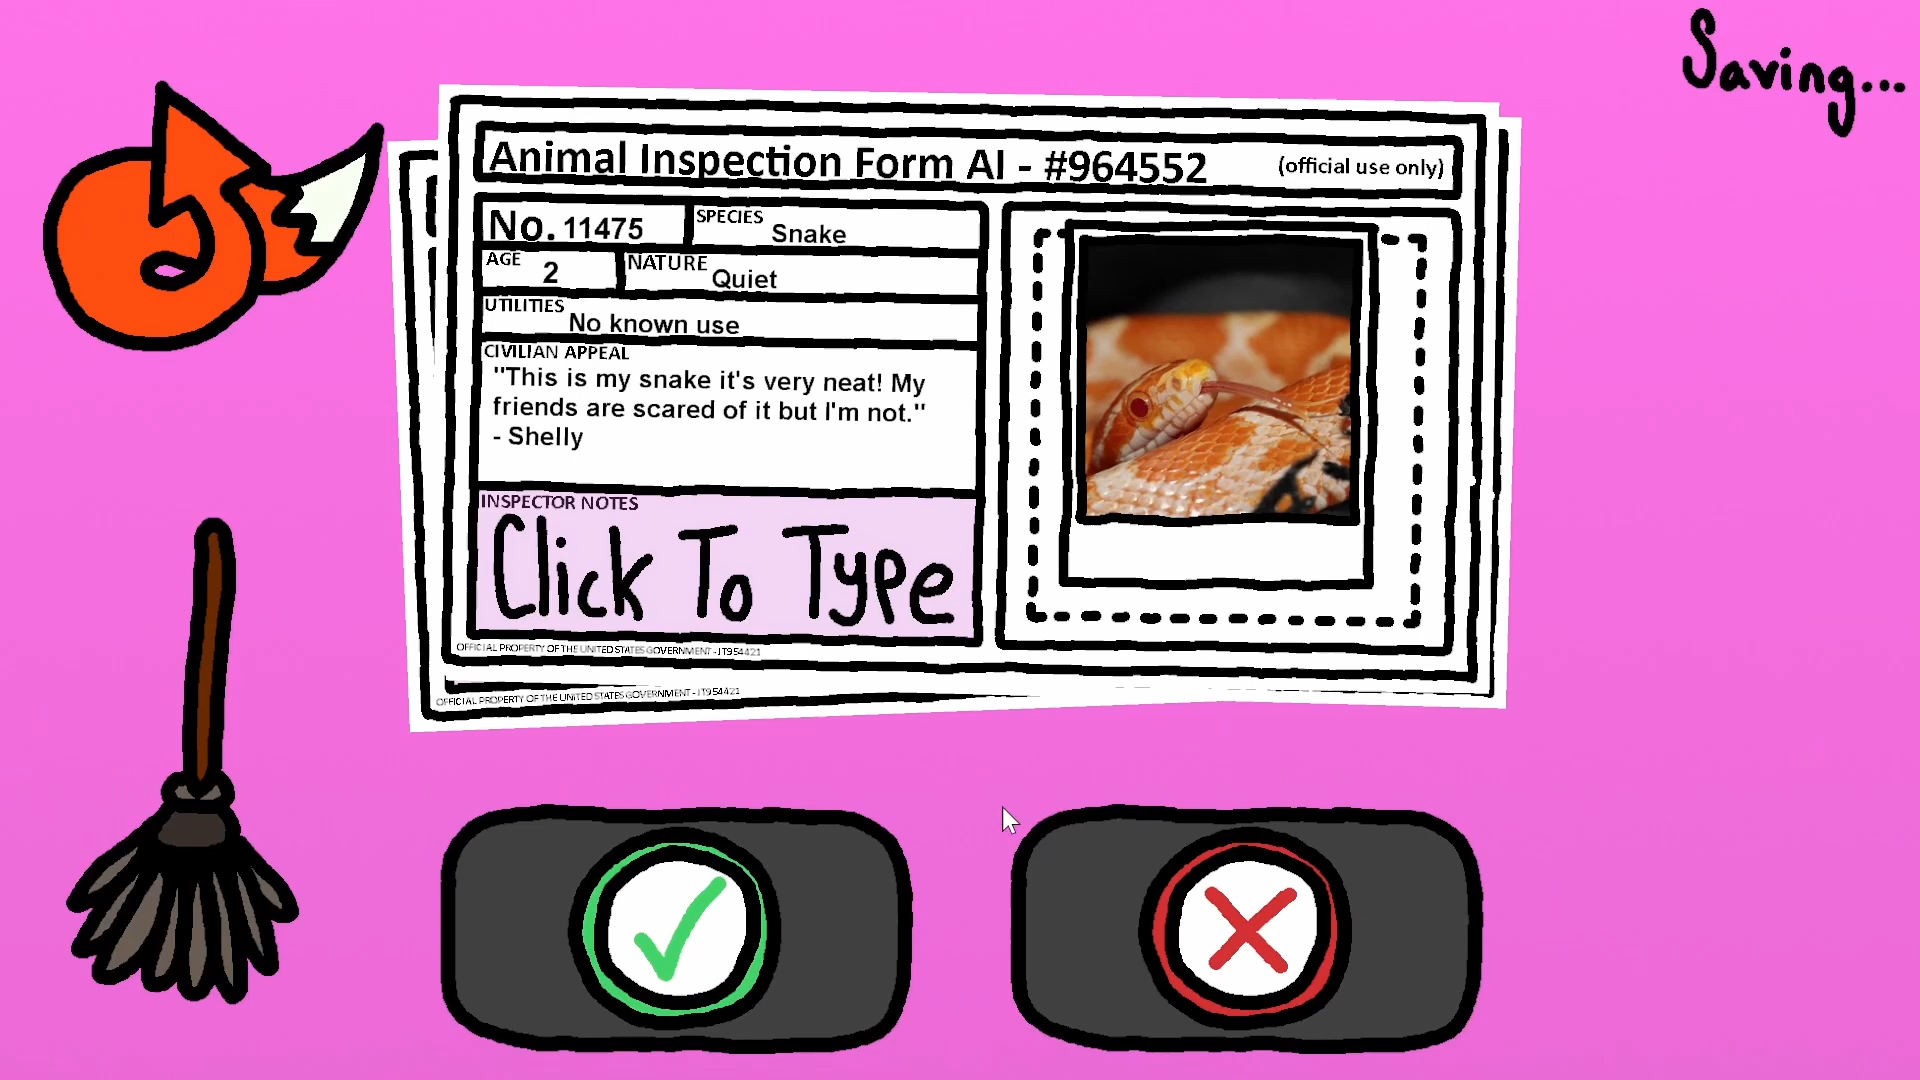 Saving...
Animal Inspection Form AI - #964552
(official use only)
No. 11475
SPECIES Snake
AGE 2
NATURE Quiet
UTILITIES No known use
CIVILIAN APPEAL
"This is my snake it's very neat! My
friends are scared of it but I'm not."
- Shelly
INSPECTOR NOTES
Click To Type
OFFICIAL PROPERTY OF THE UNITED STATES GOVERNMENT - JT954421
OFFICIAL PROPERTY OF THE UNITED STATES GOVERNMENT - JT954421